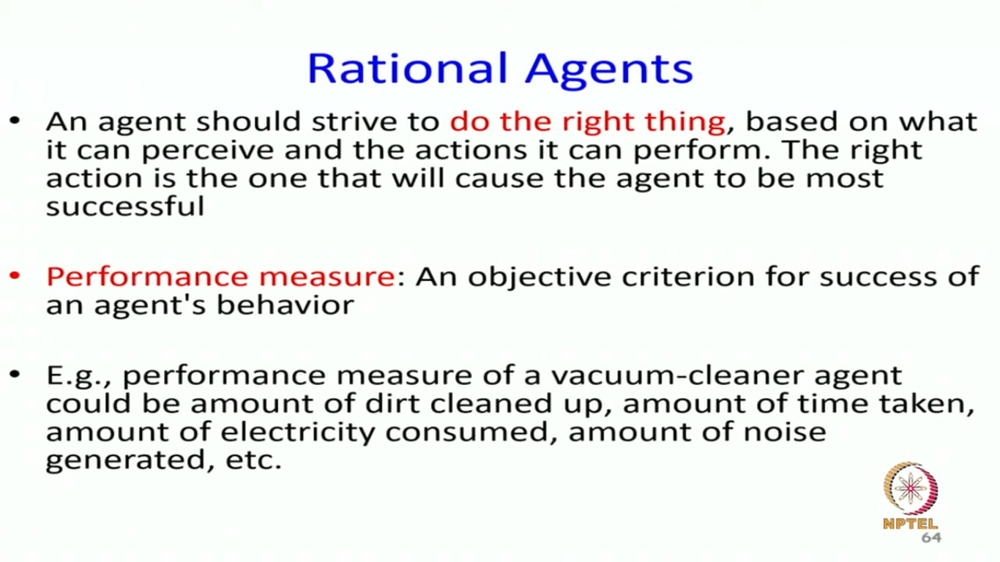 Rational Agents
• An agent should strive to do the right thing, based on what
it can perceive and the actions it can perform. The right
action is the one that will cause the agent to be most
successful
• Performance measure: An objective criterion for success of
an agent's behavior
• E.g., performance measure of a vacuum-cleaner agent
could be amount of dirt cleaned up, amount of time taken,
amount of electricity consumed, amount of noise
generated, etc.
NPTEL
64